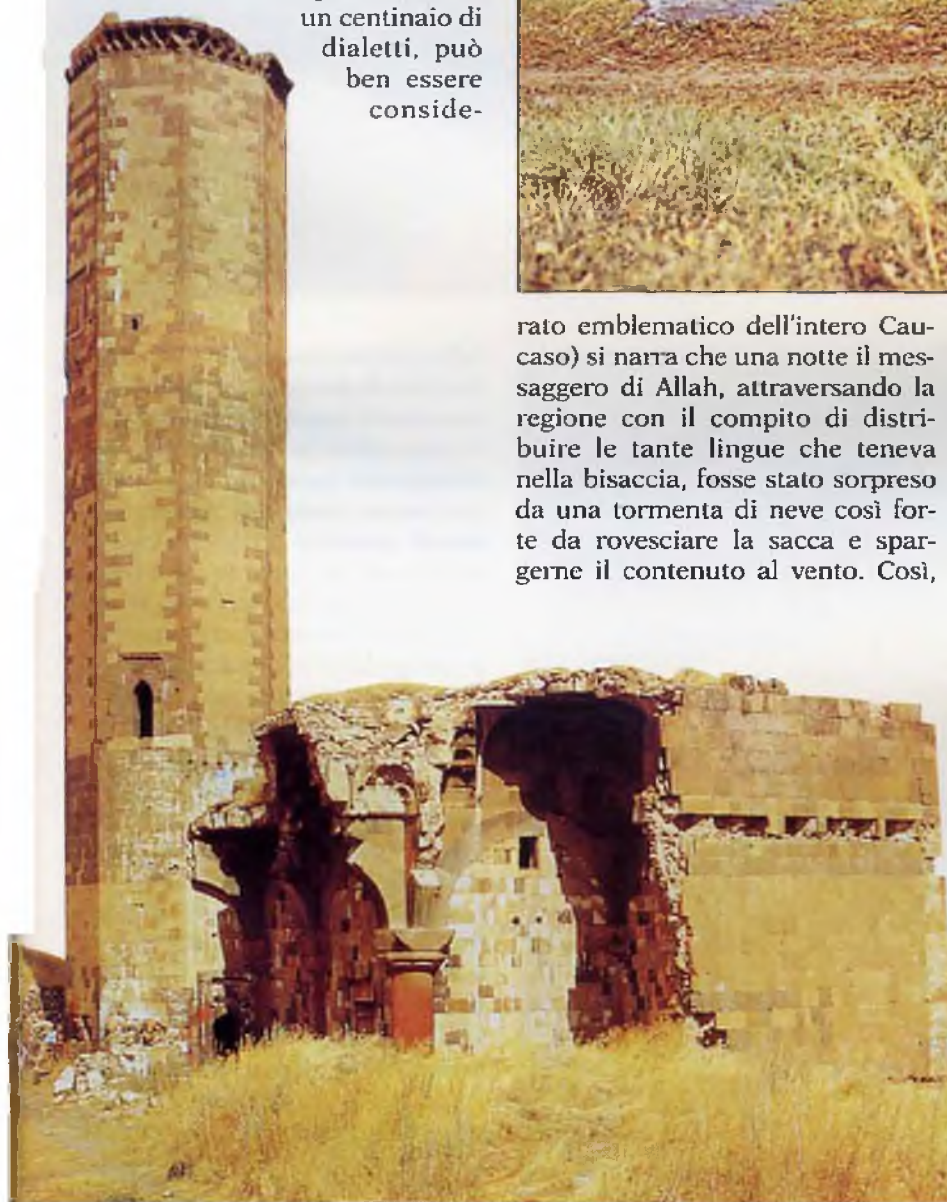 un centinaio di
dialetti, può
ben essere
conside-
rato emblematico dell'intero Cau-
caso) si narra che una notte il mes-
saggero di Allah, attraversando la
regione con il compito di distri-
buire le tante lingue che teneva
nella bisaccia, fosse stato sorpreso
da una tormenta di neve così for-
te da rovesciare la sacca e spar-
gerne il contenuto al vento. Così,